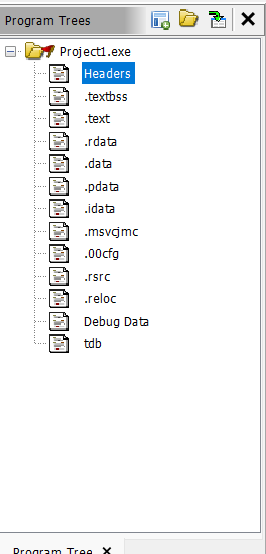 Program Trees
Project1.exe
Headers
.textbss
.text
.rdata
.data
.pdata
.idata
.msvcjmc
.00cfg
.rsrc
.reloc
Debug Data
tdb
Program Tree